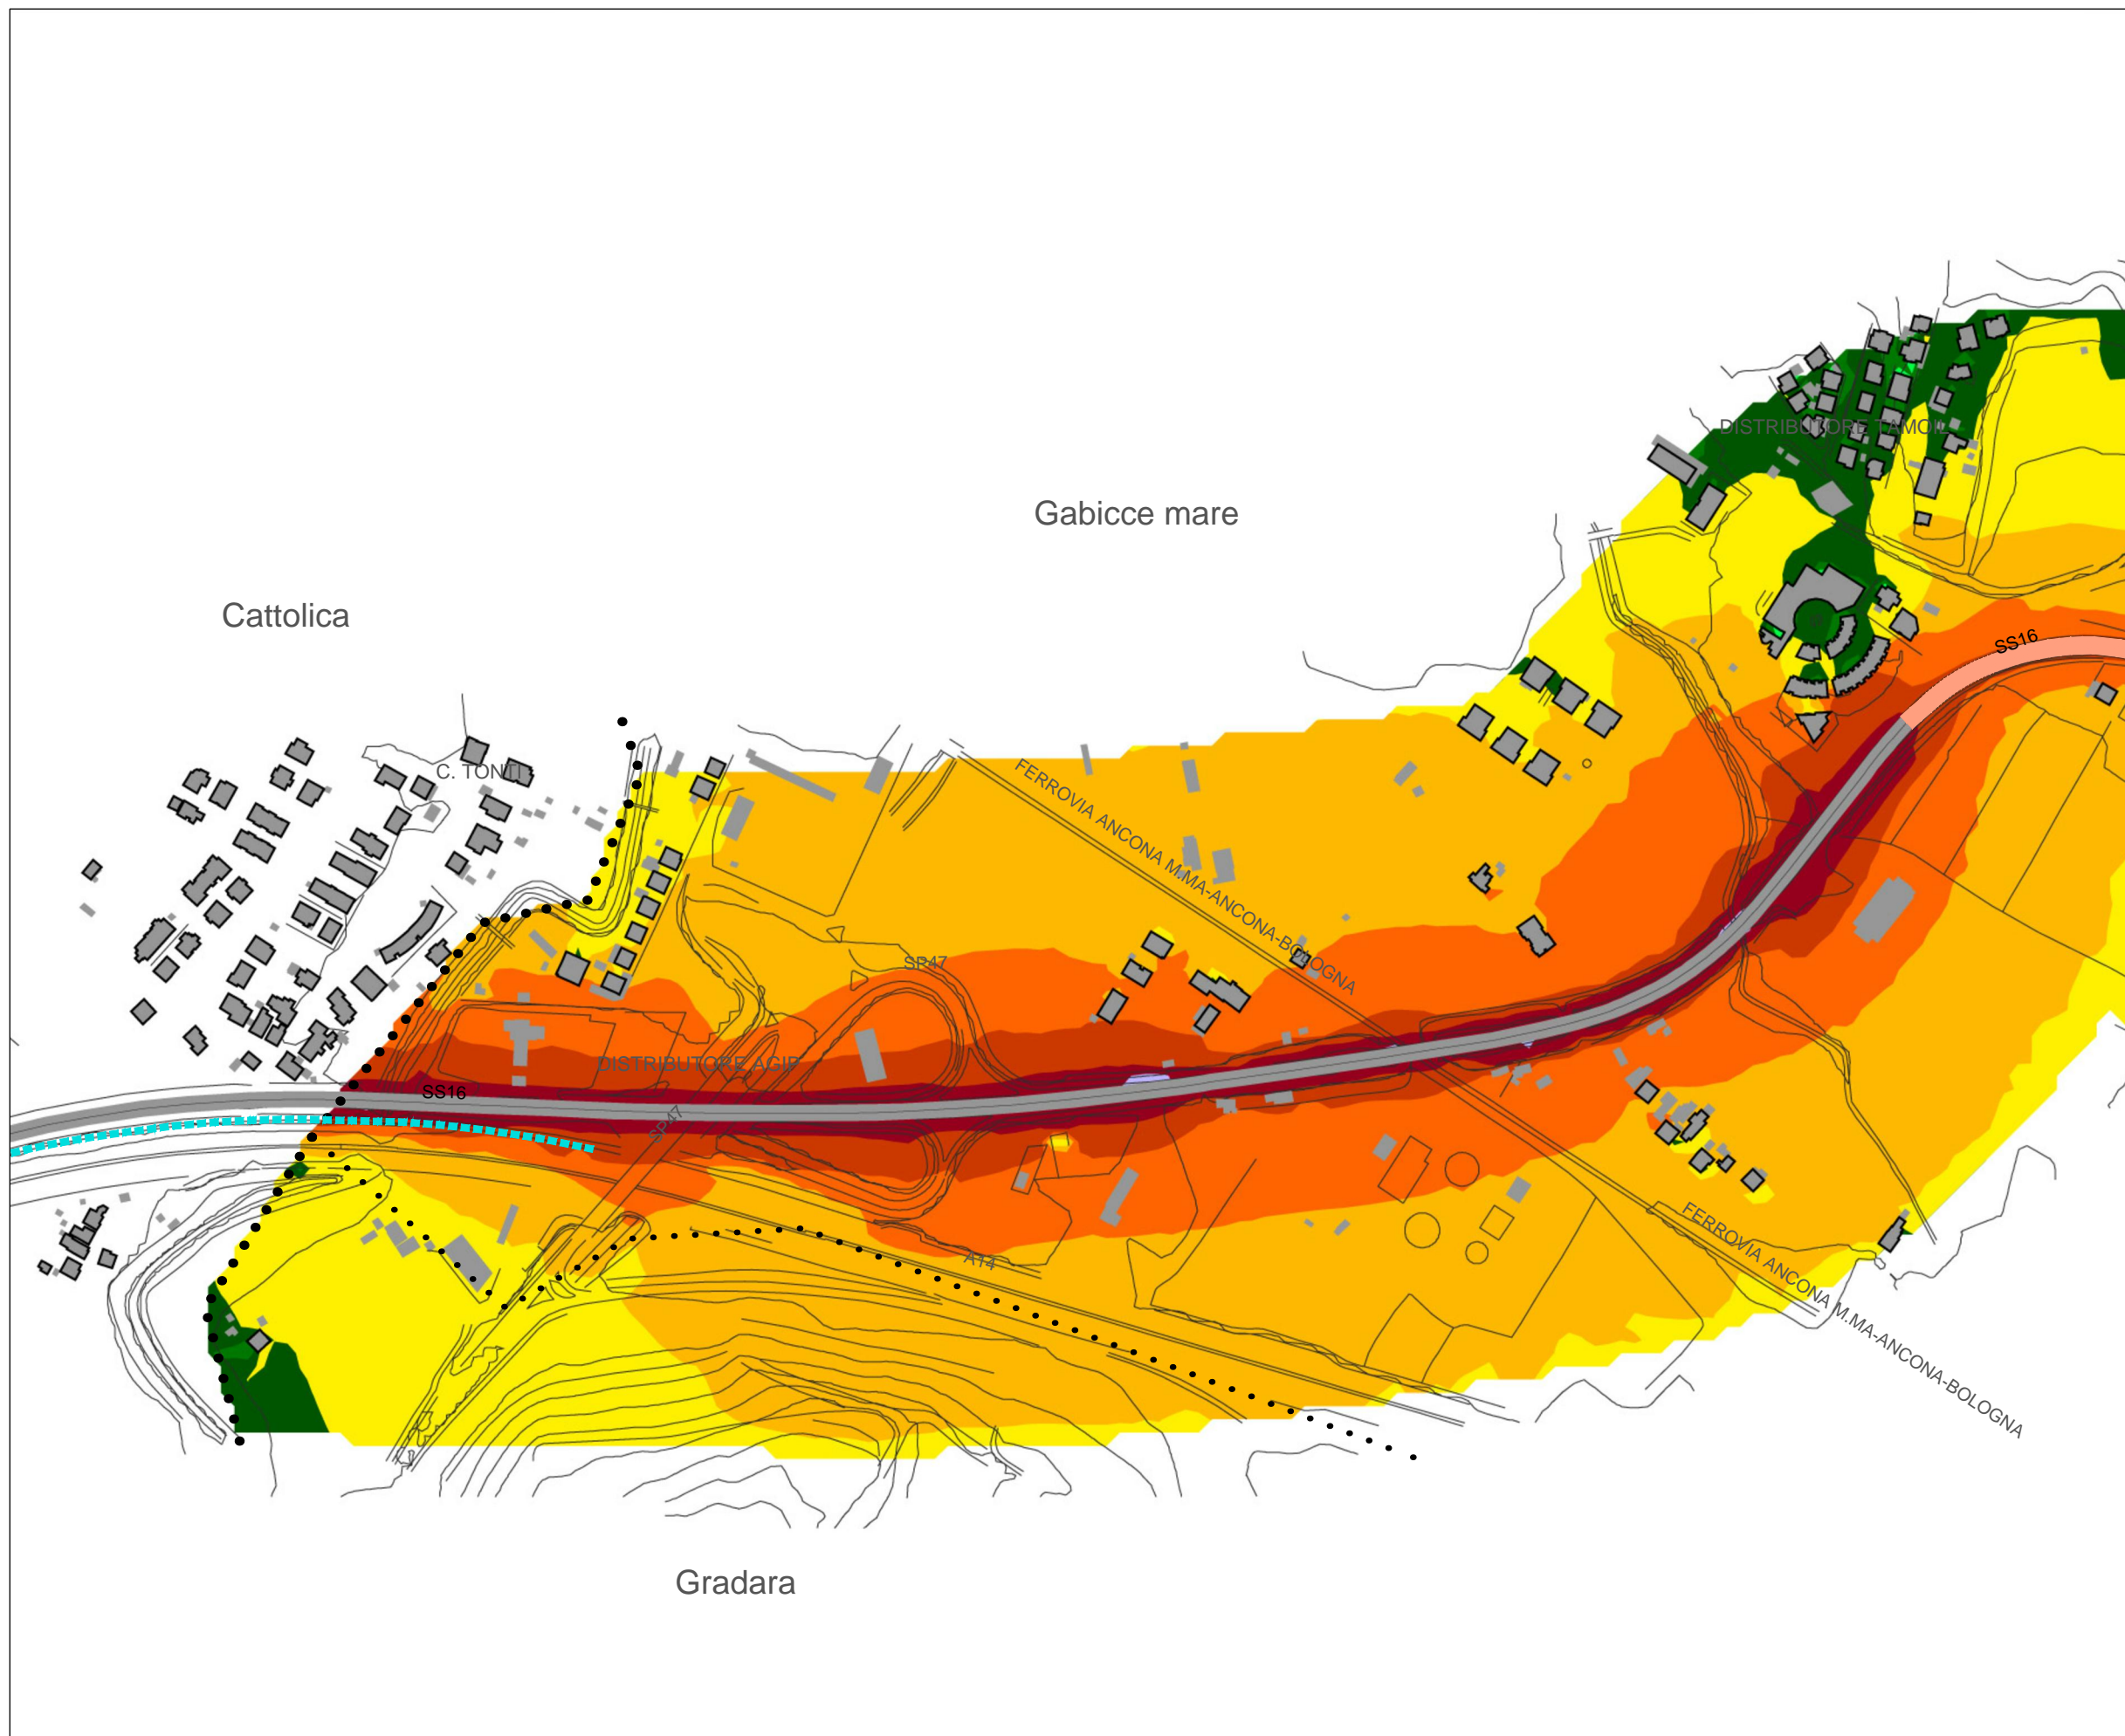 DISTRIBUTORE TAMOIL
Gabicce mare
Cattolica
SS16
C. TONTI
FERROVIA ANCONA M.MA-ANCONA-BOLOGNA
SP47
DISTRIBUTORE AGIP
SS16
SP47
A14
FERROVIA ANCONA M.MA-ANCONA-BOLOGNA
Gradara